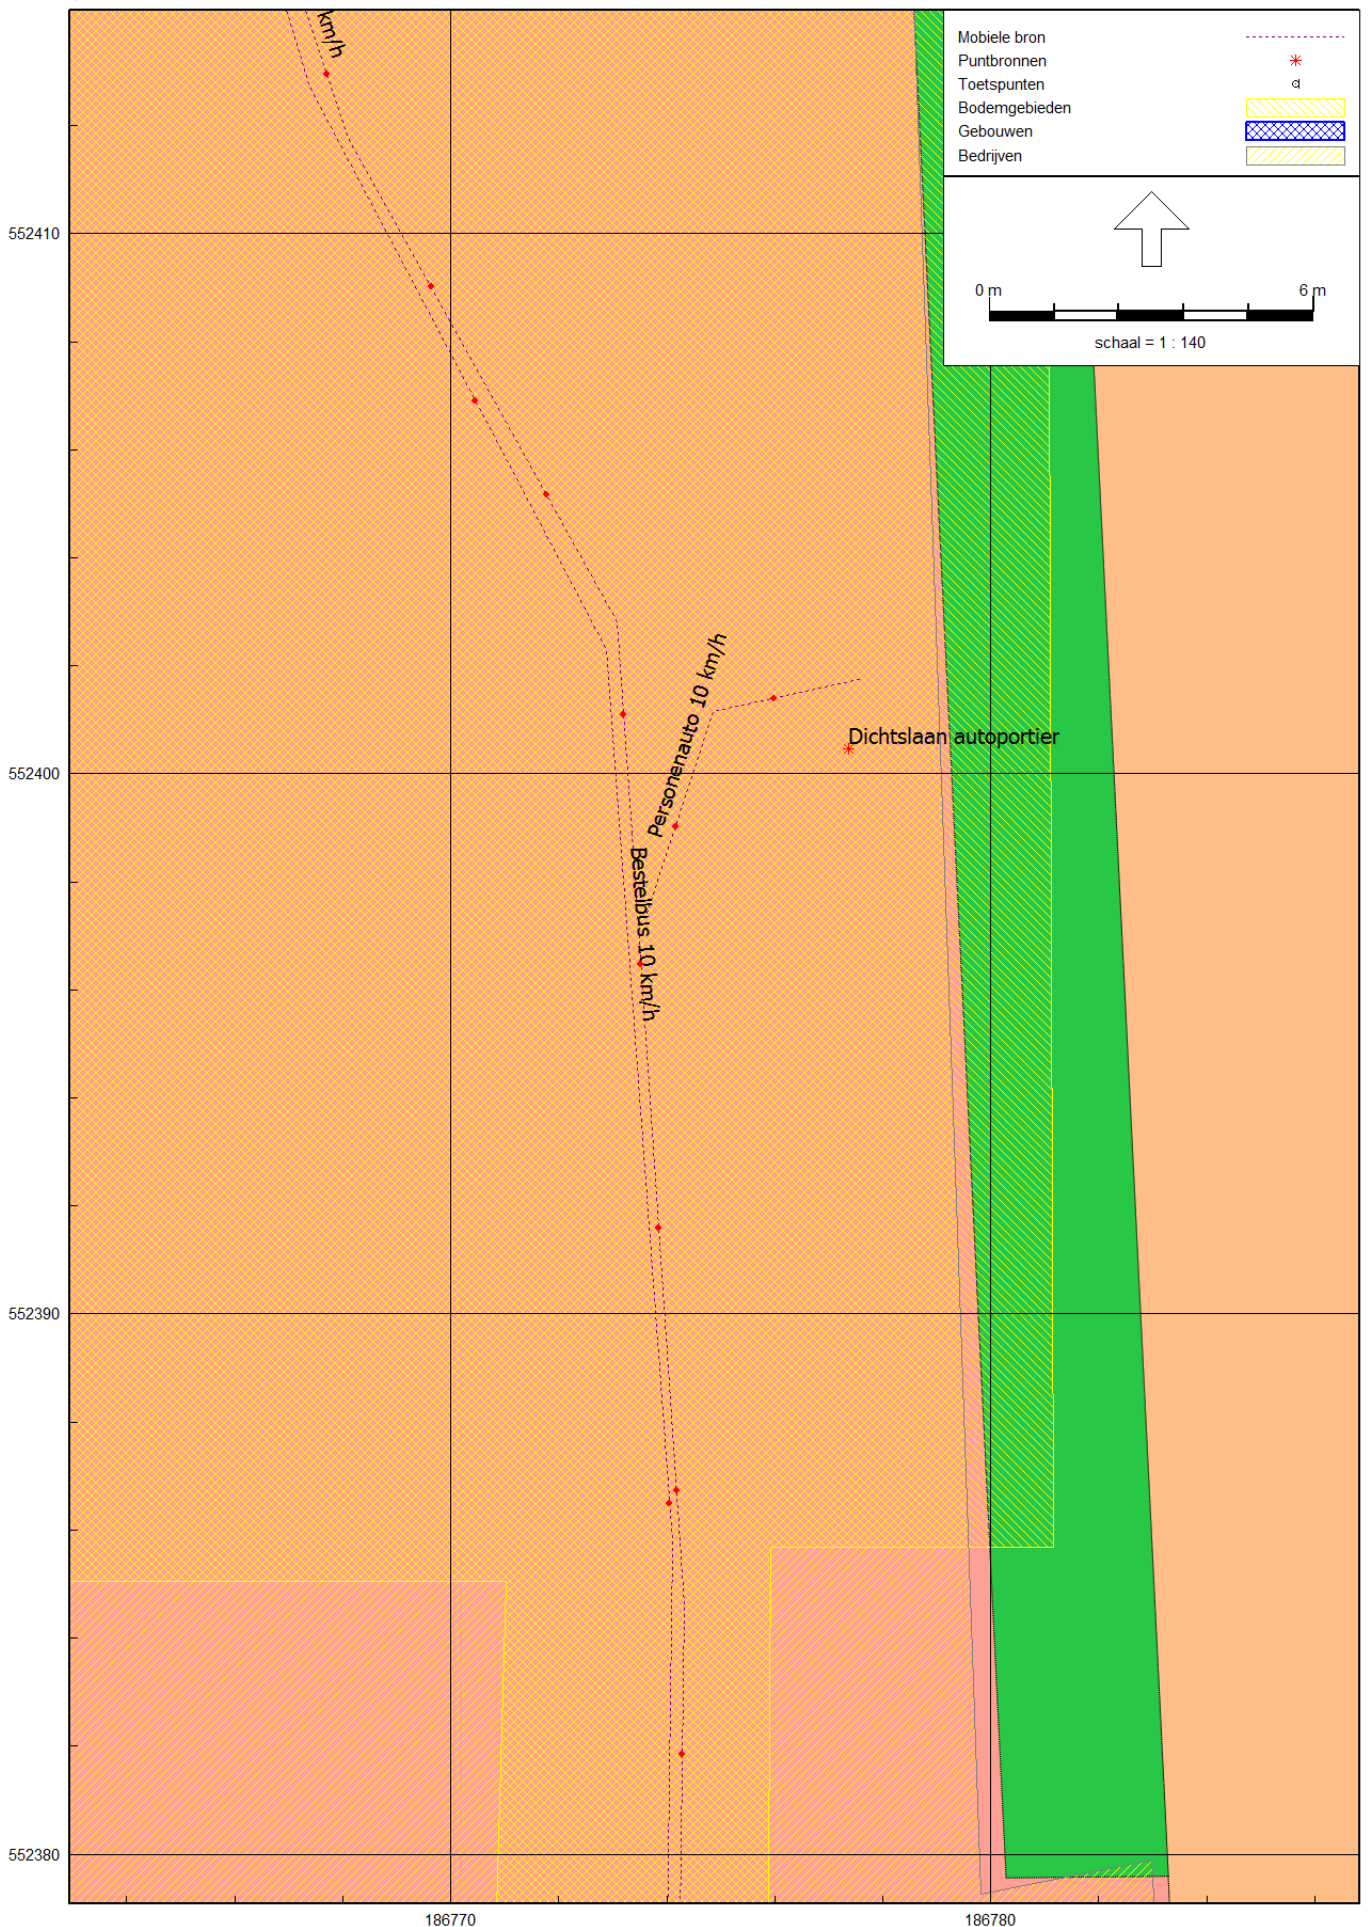 km/h
Mobiele bron
Puntbronnen
Toetspunten
Bodemgebieden
Gebouwen
Bedrijven
0 m
6 m
schaal = 1 : 140
552410
Personenauto 10 km/h
Dichtslaan autoportier
552400
Bestelbus 10 km/h
552390
552380
186770
186780